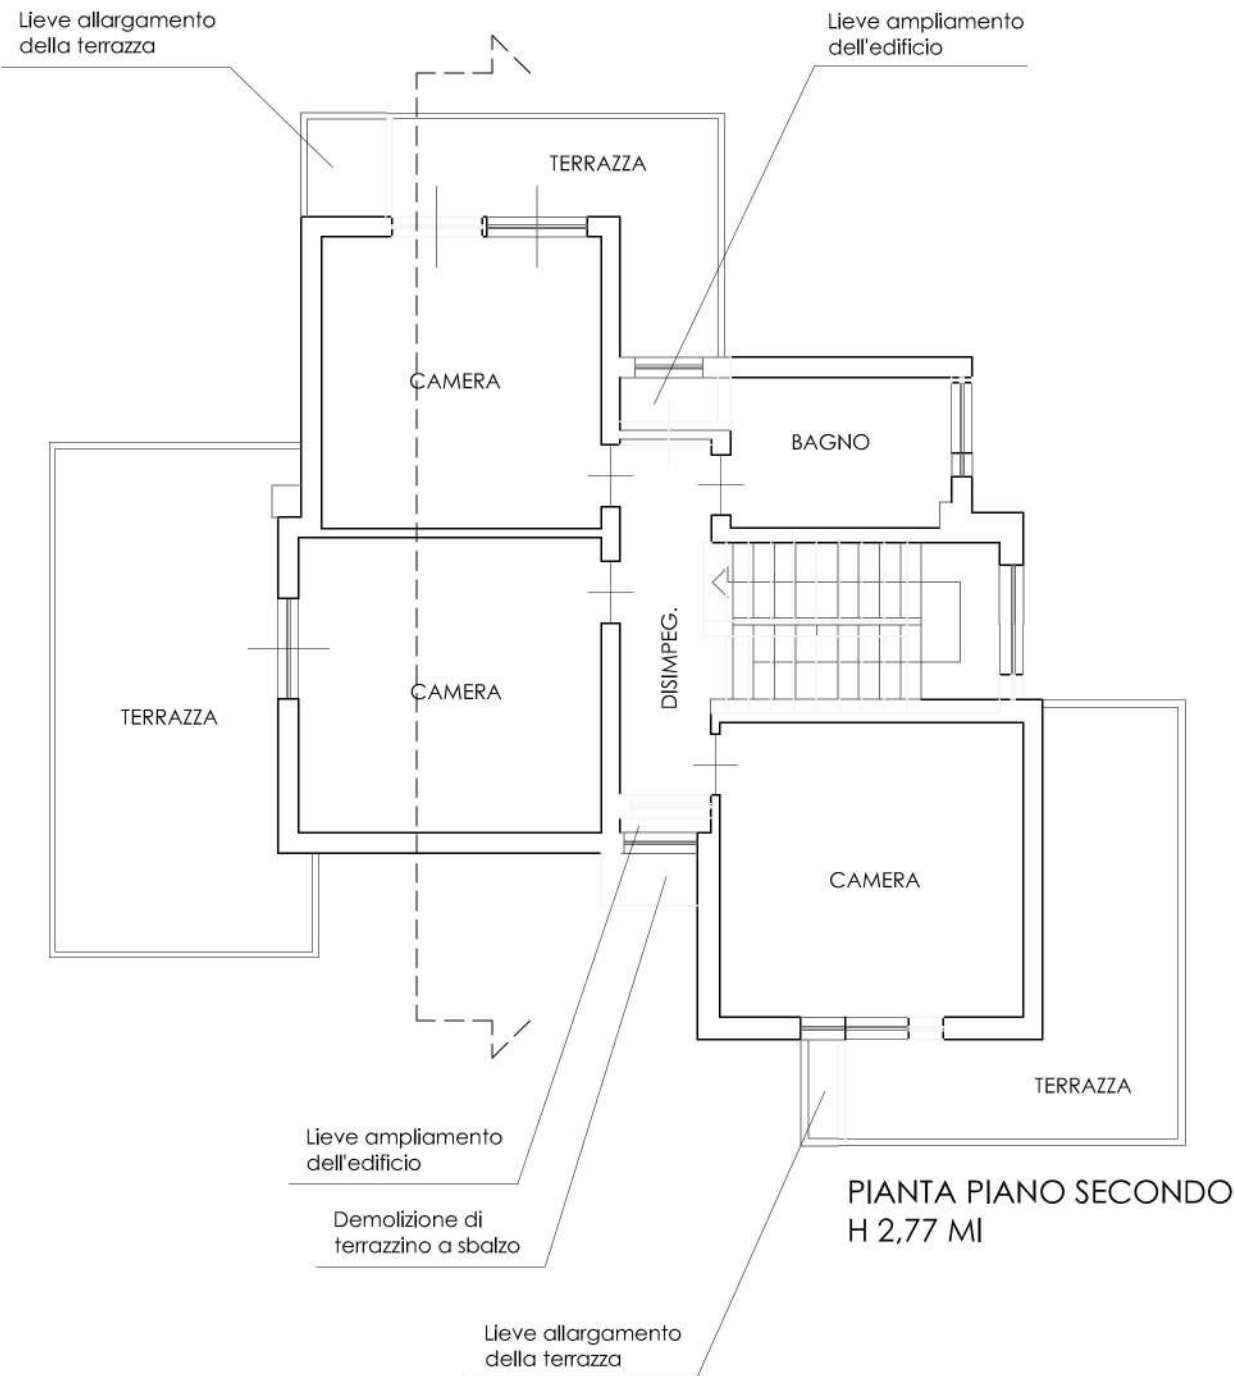 Lieve allargamento
della terrazza
Lieve ampliamento
dell'edificio
TERRAZZA
CAMERA
BAGNO
DISIMPEG.
CAMERA
TERRAZZA
CAMERA
TERRAZZA
Lieve ampliamento
dell'edificio
PIANTA PIANO SECONDO
H 2,77 Ml
Demolizione di
terrazzino a sbalzo
Lieve allargamento
della terrazza